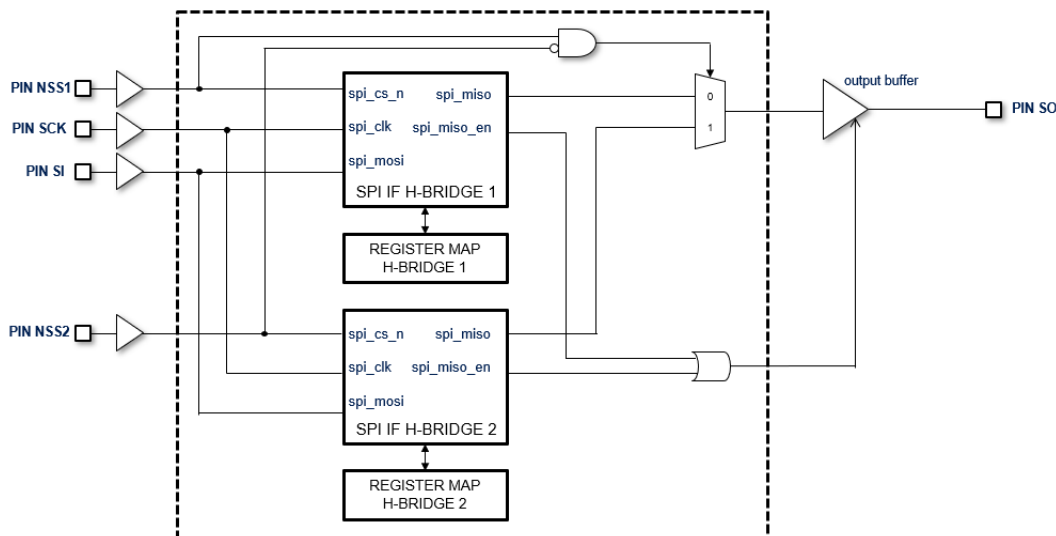 output buffer
PIN NSS1
PIN SCK
PIN SI
spi_cs_n
spi_miso
spi_clk
spi_miso_en
spi_mosi
SPI IF H-BRIDGE 1
REGISTER MAP
H-BRIDGE 1
0
1
PIN SO
PIN NSS2
spi_cs_n
spi_miso
spi_clk
spi_miso_en
spi_mosi
SPI IF H-BRIDGE 2
REGISTER MAP
H-BRIDGE 2